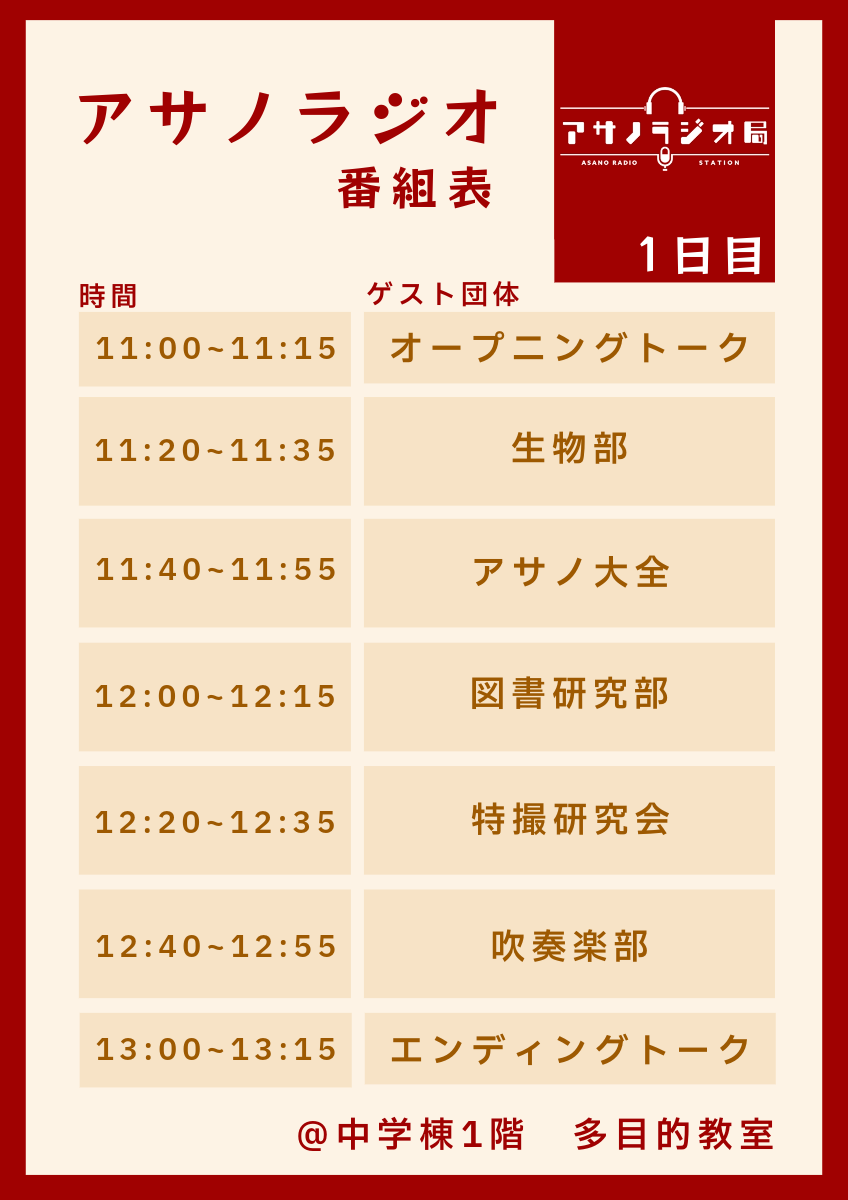 アサノラジオ
番組表
アサノラジオ局
ASANO RADIO STATION
1日目
時間 ゲスト団体
11:00~11:15 オープニングトーク
11:20~11:35 生物部
11:40~11:55 アサノ大全
12:00~12:15 図書研究部
12:20~12:35 特撮研究会
12:40~12:55 吹奏楽部
13:00~13:15 エンディングトーク
@中学棟1階 多目的教室